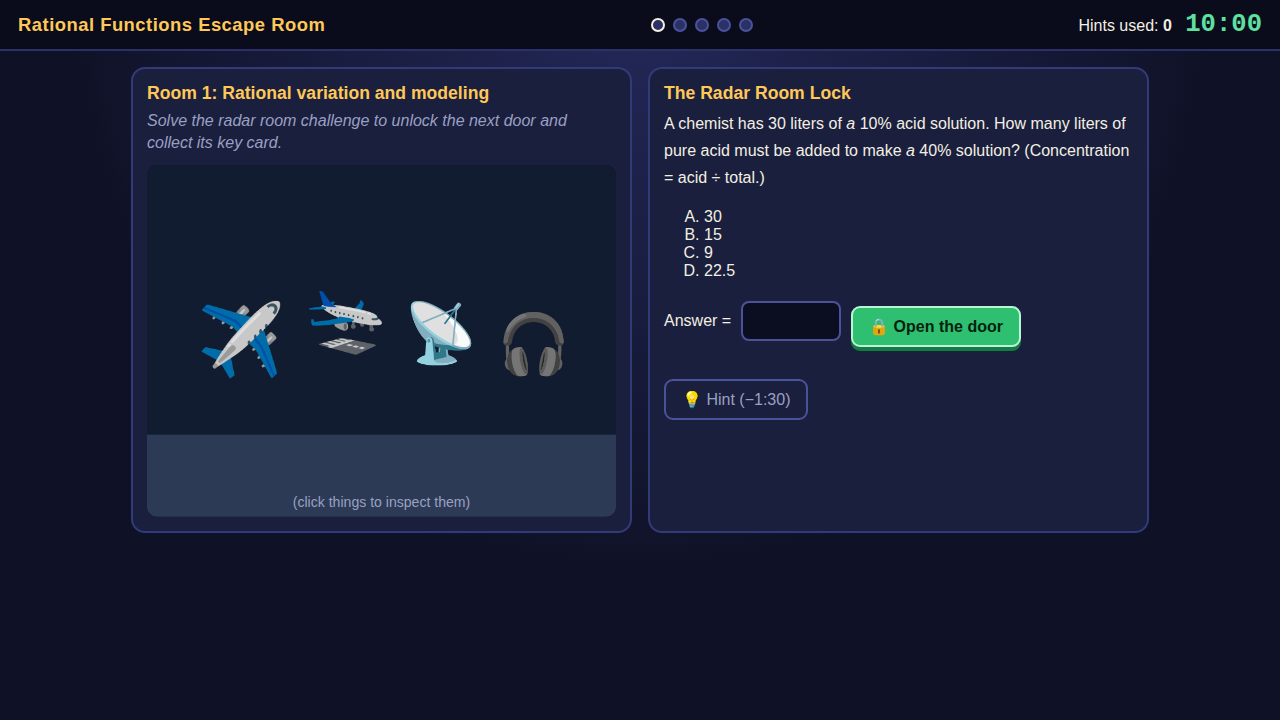 Rational Functions Escape Room
Hints used: 0 10:00
Room 1: Rational variation and modeling
Solve the radar room challenge to unlock the next door and
collect its key card.
(click things to inspect them)
The Radar Room Lock
A chemist has 30 liters of a 10% acid solution. How many liters of
pure acid must be added to make a 40% solution? (Concentration
= acid ÷ total.)
A. 30
B. 15
C. 9
D. 22.5
Answer =
🔒 Open the door
💡 Hint (−1:30)